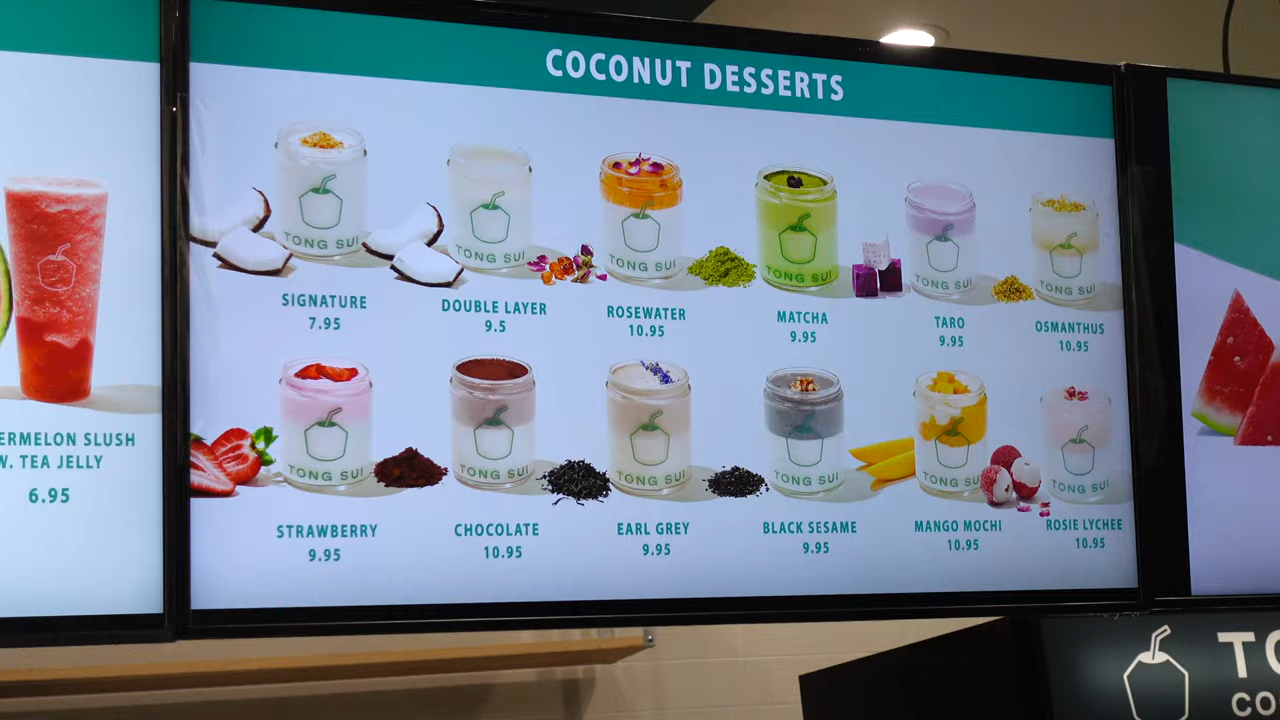 COCONUT DESSERTS
TONG SUI
TONG SUI
TONG SUI
TONG SUI
TONG SUI
TONG SUI
SIGNATURE
7.95
DOUBLE LAYER
9.5
ROSEWATER
10.95
MATCHA
9.95
TARO
9.95
OSMANTHUS
10.95
TONG SUI
TONG SUI
TONG SUI
TONG SUI
TONG SUI
TONG SUI
STRAWBERRY
9.95
CHOCOLATE
10.95
EARL GREY
9.95
BLACK SESAME
9.95
MANGO MOCHI
10.95
ROSIE LYCHEE
10.95
ERMELON SLUSH
W. TEA JELLY
6.95
TO
CO